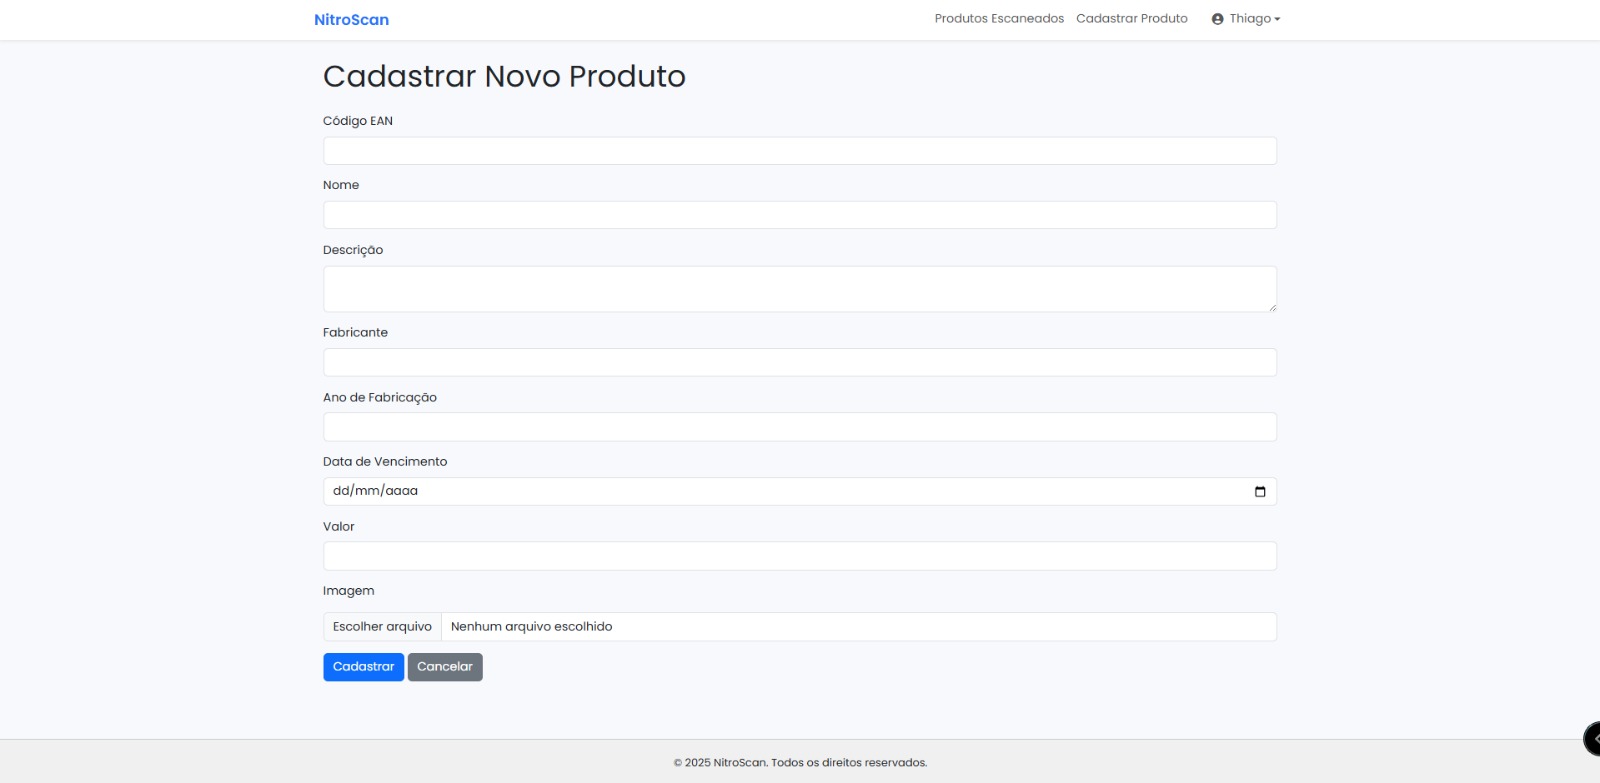 NitroScan Produtos Escaneados Cadastrar Produto Thiago
Cadastrar Novo Produto
Código EAN
Nome
Descrição
Fabricante
Ano de Fabricação
Data de Vencimento
dd/mm/aaaa
Valor
Imagem
Escolher arquivo Nenhum arquivo escolhido
Cadastrar Cancelar
© 2025 NitroScan. Todos os direitos reservados.